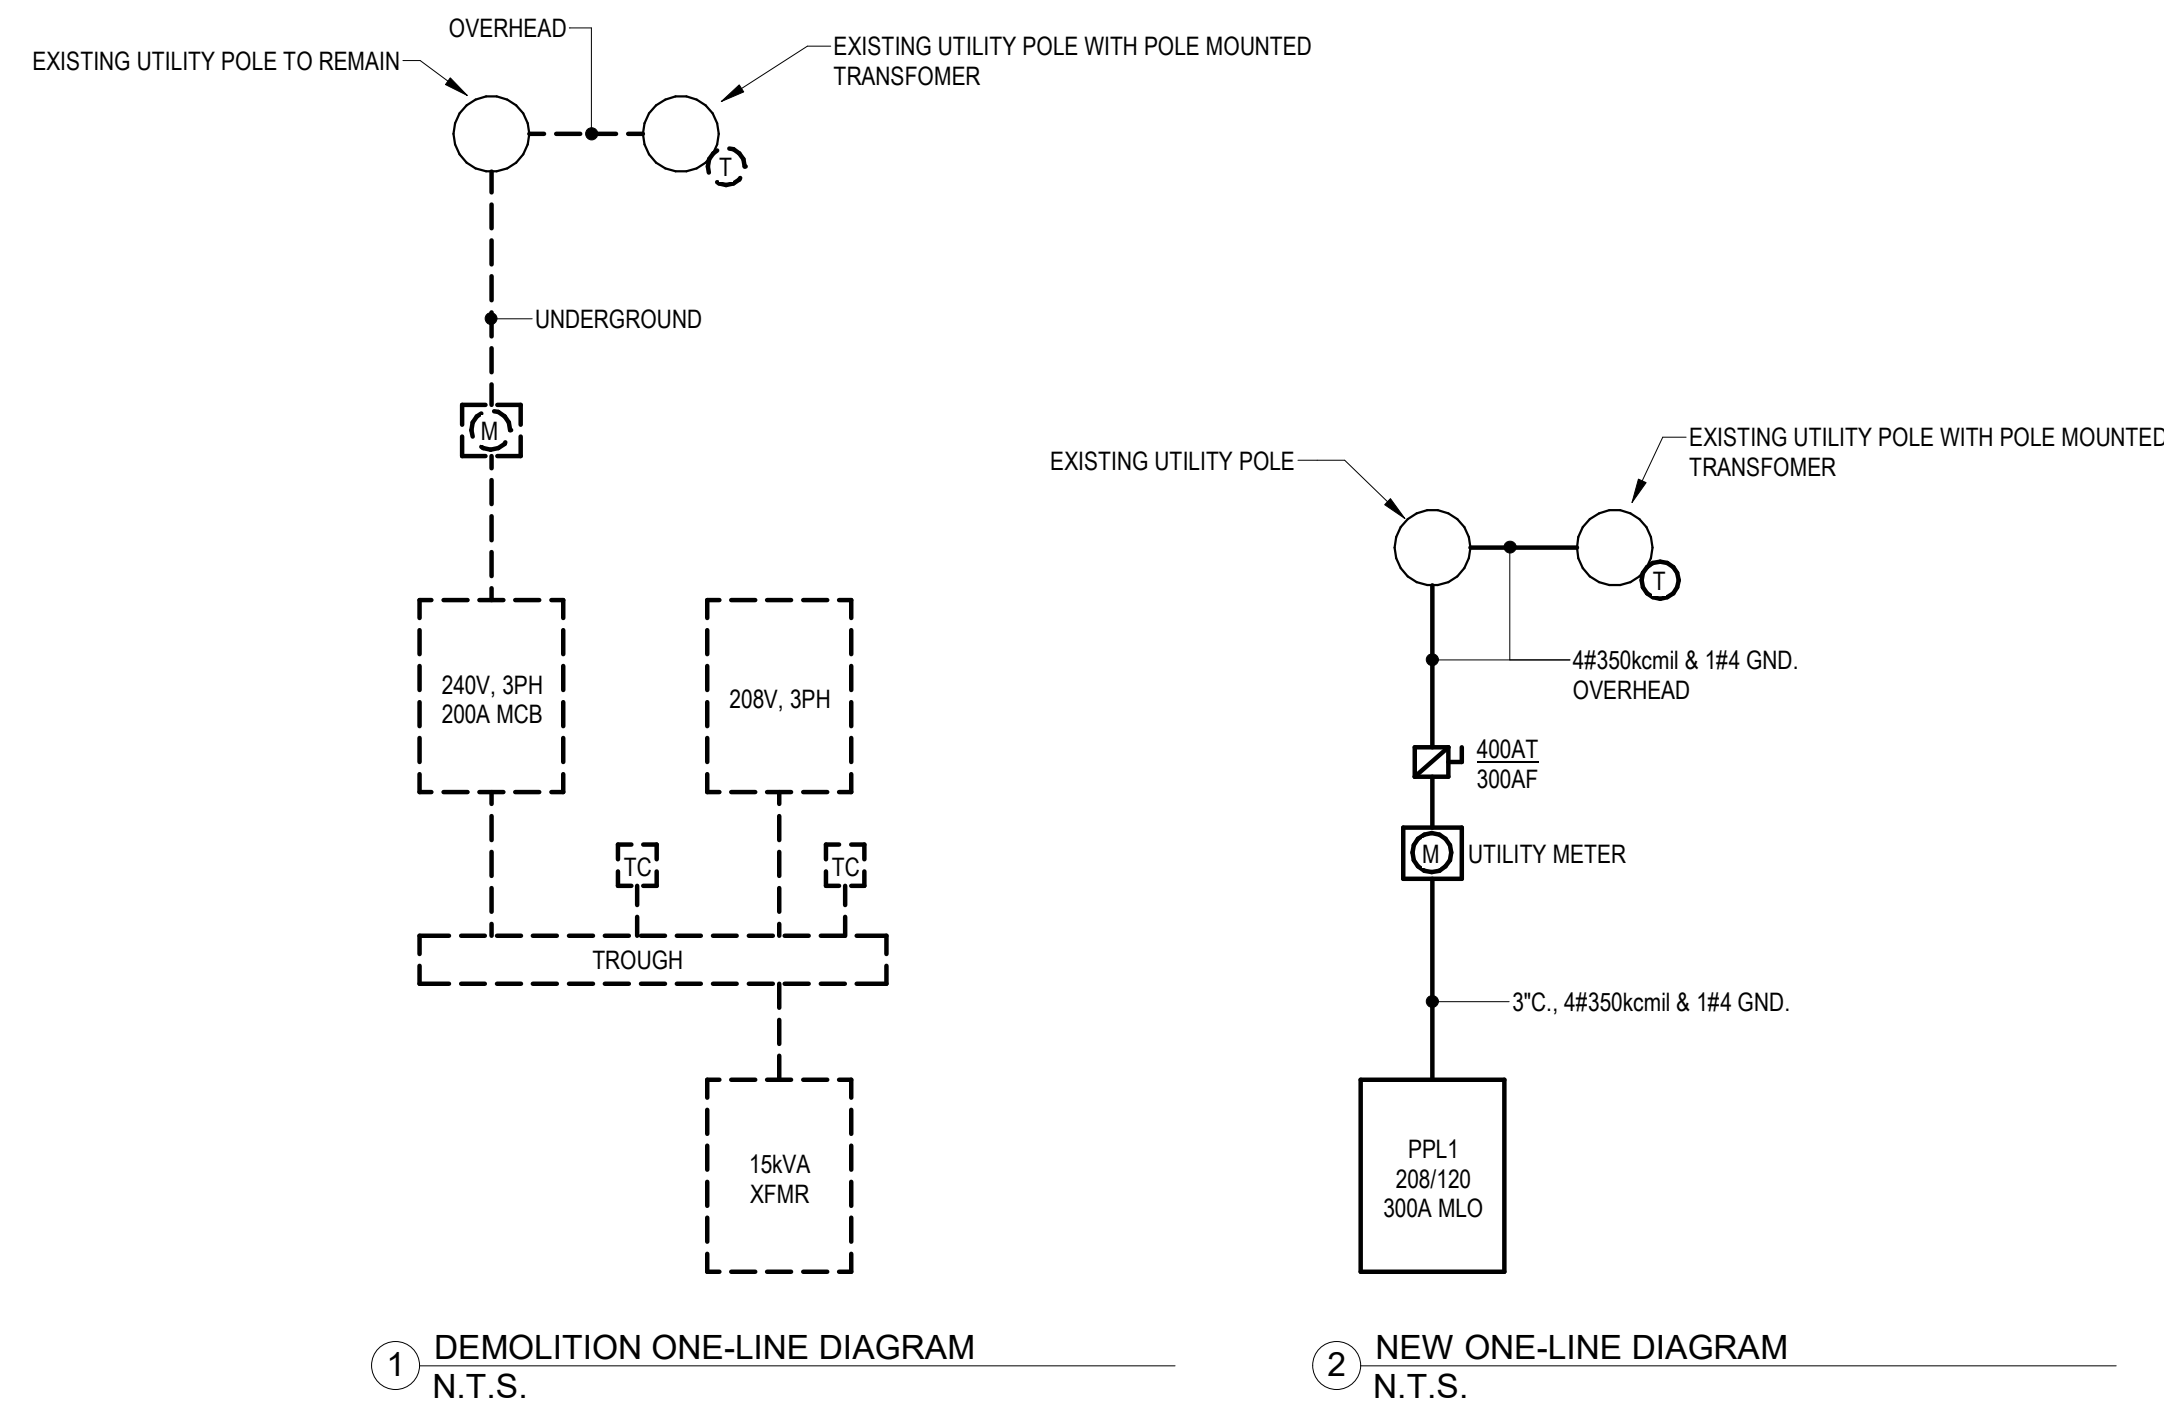 OVERHEAD
EXISTING UTILITY POLE TO REMAIN
EXISTING UTILITY POLE WITH POLE MOUNTED
TRANSFOMER
T
UNDERGROUND
M
240V, 3PH
200A MCB
208V, 3PH
TC
TC
TROUGH
15kVA
XFMR
1
DEMOLITION ONE-LINE DIAGRAM
N.T.S.
EXISTING UTILITY POLE
EXISTING UTILITY POLE WITH POLE MOUNTED
TRANSFOMER
T
4#350kcmil & 1#4 GND.
OVERHEAD
400AT
300AF
M
UTILITY METER
3"C., 4#350kcmil & 1#4 GND.
PPL1
208/120
300A MLO
2
NEW ONE-LINE DIAGRAM
N.T.S.